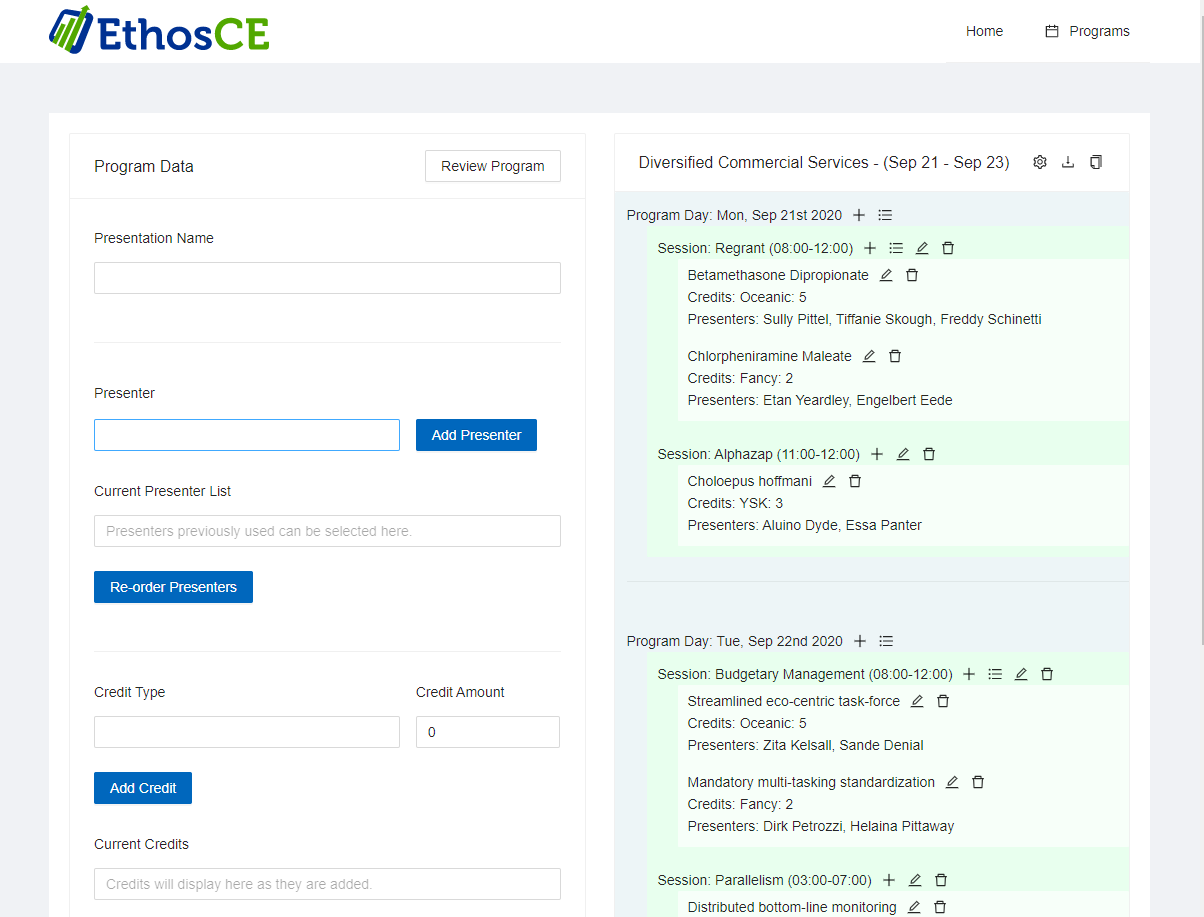 EthosCE
Home
Programs
Program Data
Review Program
Presentation Name
Presenter
Add Presenter
Current Presenter List
Presenters previously used can be selected here.
Re-order Presenters
Credit Type
Credit Amount
0
Add Credit
Current Credits
Credits will display here as they are added.
Diversified Commercial Services - (Sep 21 - Sep 23)
Program Day: Mon, Sep 21st 2020
Session: Regrant (08:00-12:00)
Betamethasone Dipropionate
Credits: Oceanic: 5
Presenters: Sully Pittel, Tiffanie Skough, Freddy Schinetti
Chlorpheniramine Maleate
Credits: Fancy: 2
Presenters: Etan Yeardley, Engelbert Eede
Session: Alphazap (11:00-12:00)
Choloepus hoffmani
Credits: YSK: 3
Presenters: Aluino Dyde, Essa Panter
Program Day: Tue, Sep 22nd 2020
Session: Budgetary Management (08:00-12:00)
Streamlined eco-centric task-force
Credits: Oceanic: 5
Presenters: Zita Kelsall, Sande Denial
Mandatory multi-tasking standardization
Credits: Fancy: 2
Presenters: Dirk Petrozzi, Helaina Pittaway
Session: Parallelism (03:00-07:00)
Distributed bottom-line monitoring